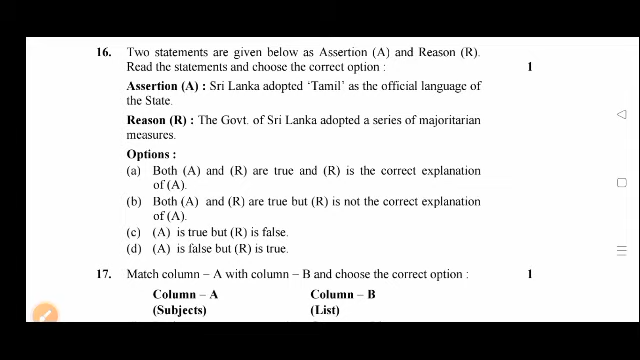 16. Two statements are given below as Assertion (A) and Reason (R).
Read the statements and choose the correct option : 1
Assertion (A) : Sri Lanka adopted ‘Tamil’ as the official language of
the State.
Reason (R) : The Govt. of Sri Lanka adopted a series of majoritarian
measures.
Options :
(a) Both (A) and (R) are true and (R) is the correct explanation
of (A).
(b) Both (A) and (R) are true but (R) is not the correct explanation
of (A).
(c) (A) is true but (R) is false.
(d) (A) is false but (R) is true.
17. Match column – A with column – B and choose the correct option : 1
Column – A Column – B
(Subjects) (List)